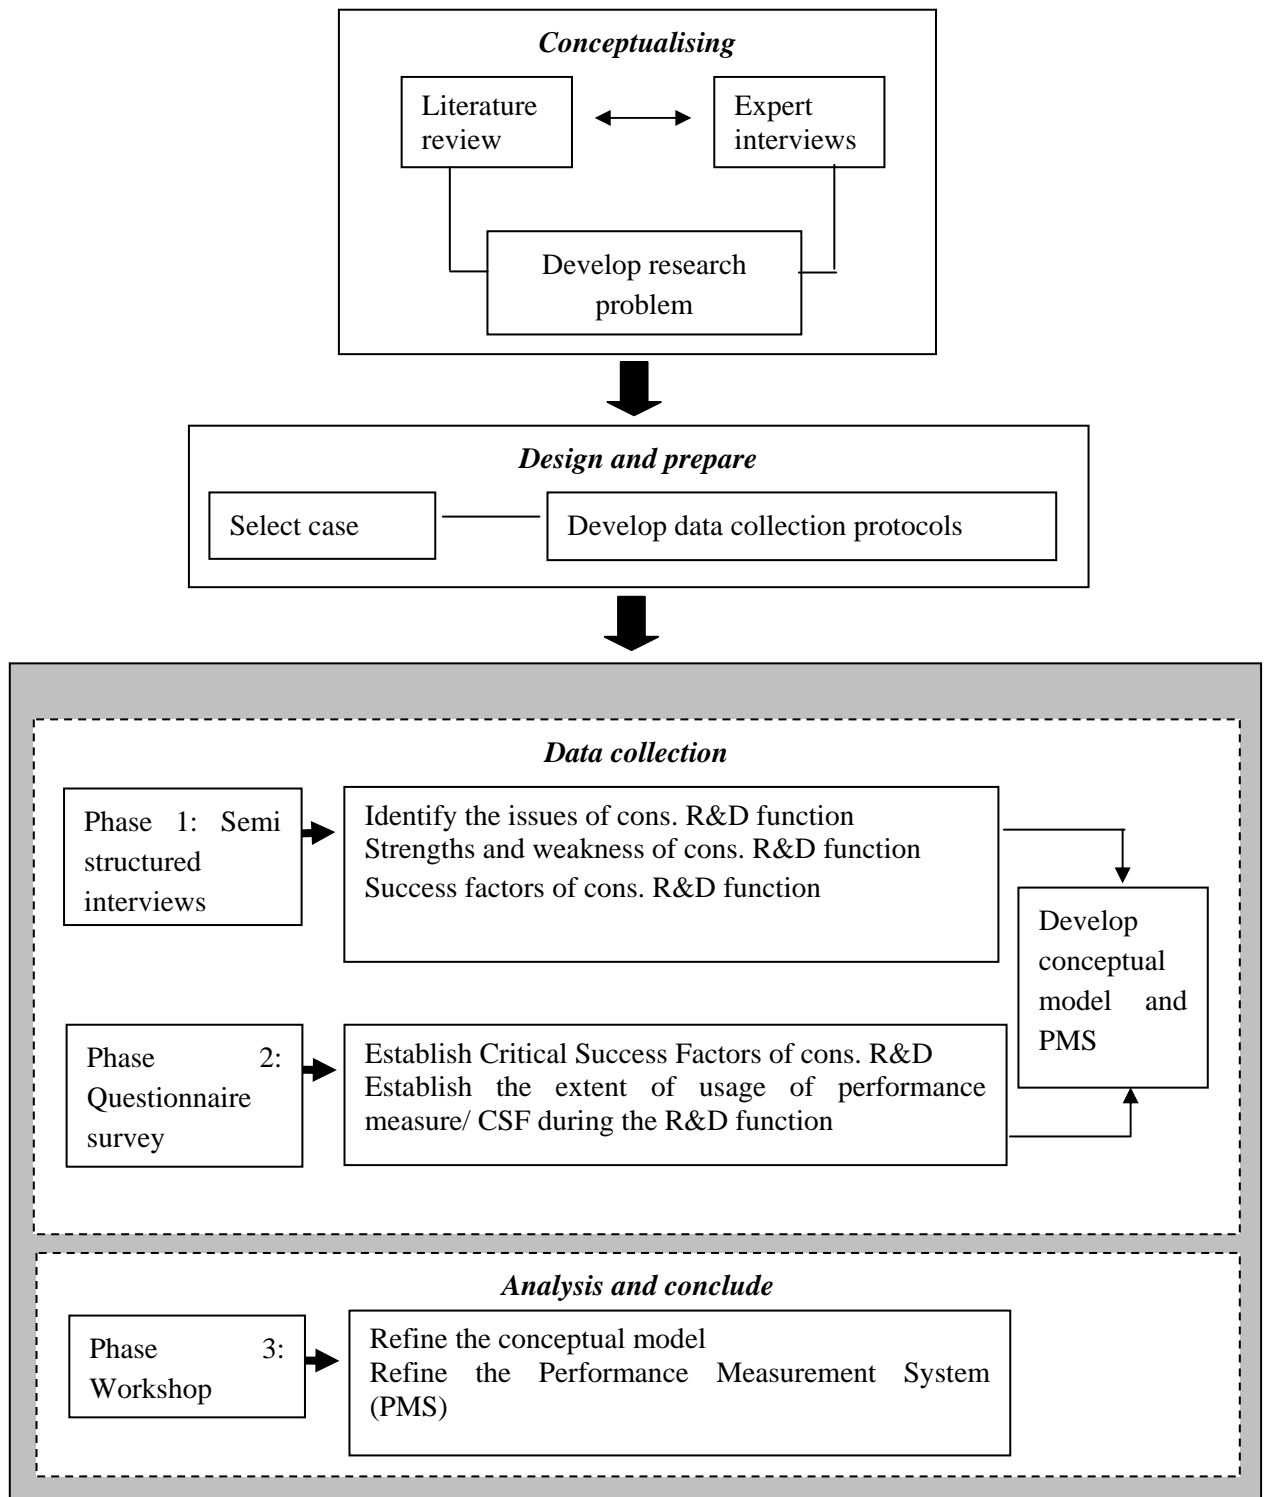 Conceptualising
Literature
review
Expert
interviews
Develop research
problem
Design and prepare
Select case
Develop data collection protocols
Data collection
Phase 1: Semi
structured
interviews
Identify the issues of cons. R&D function
Strengths and weakness of cons. R&D function
Success factors of cons. R&D function
Develop
conceptual
model and
PMS
Phase 2:
Questionnaire
survey
Establish Critical Success Factors of cons. R&D
Establish the extent of usage of performance
measure/ CSF during the R&D function
Analysis and conclude
Phase 3:
Workshop
Refine the conceptual model
Refine the Performance Measurement System
(PMS)